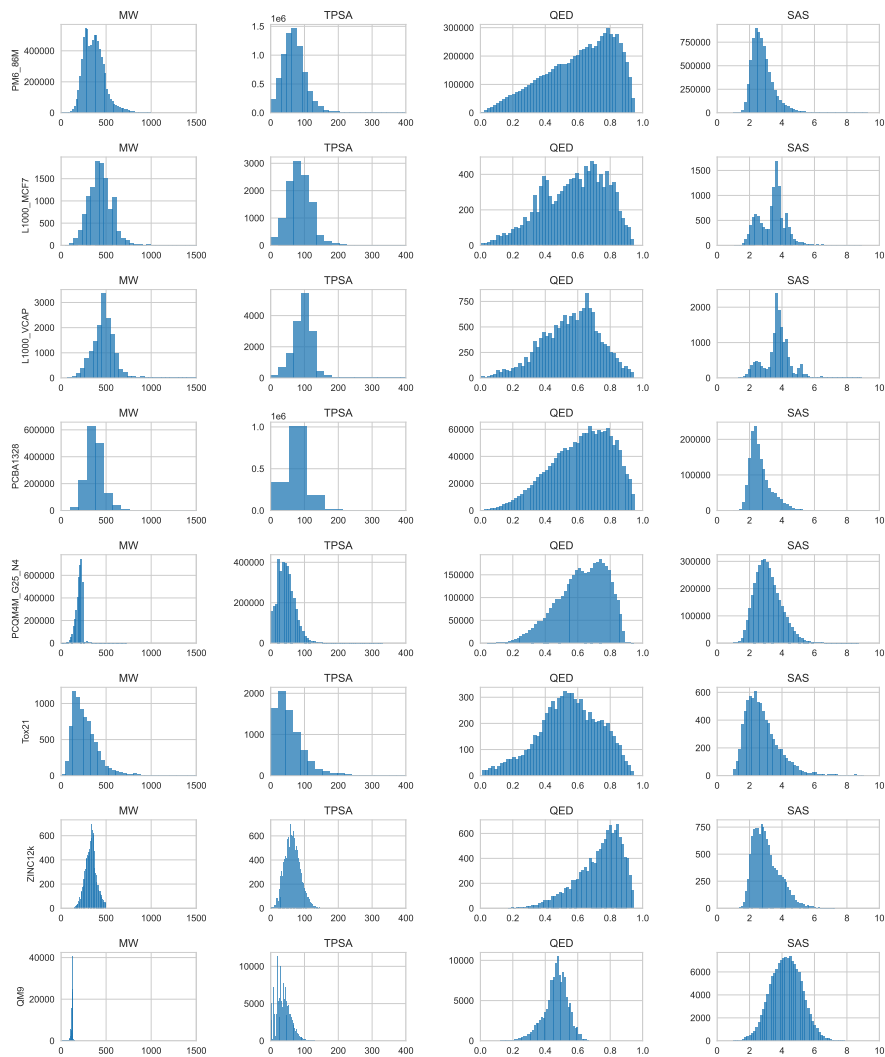 MW TPSA QED SAS
PM6_86M
400000
200000
0
0 500 1000 1500
1e6
1.5
1.0
0.5
0.0
0 200 400
300000
200000
100000
0
0.0 0.2 0.4 0.6 0.8 1.0
750000
500000
250000
0
0 2 4 6 8 10
MW TPSA QED SAS
L1000_MCF7
1500
1000
500
0
0 500 1000 1500
3000
2000
1000
0
0 100 200 300 400
400
200
0
0.0 0.2 0.4 0.6 0.8 1.0
1500
1000
500
0
0 2 4 6 8 10
MW TPSA QED SAS
L1000_VCAP
3000
2000
1000
0
0 500 1000 1500
4000
2000
0
0 100 200 300 400
750
500
250
0
0.0 0.2 0.4 0.6 0.8 1.0
2000
1000
0
0 2 4 6 8 10
MW TPSA QED SAS
PCBA1328
600000
400000
200000
0
0 500 1000 1500
1e6
1.0
0.5
0.0
0 100 200 300 400
60000
40000
20000
0
0.0 0.2 0.4 0.6 0.8 1.0
200000
100000
0
0 2 4 6 8 10
MW TPSA QED SAS
PCQM4M_G25_N4
600000
400000
200000
0
0 500 1000 1500
400000
200000
0
0 100 200 300 400
150000
100000
50000
0
0.0 0.2 0.4 0.6 0.8 1.0
300000
200000
100000
0
0 2 4 6 8 10
MW TPSA QED SAS
Tox21
1000
500
0
0 500 1000 1500
2000
1000
0
0 100 200 300 400
300
200
100
0
0.0 0.2 0.4 0.6 0.8 1.0
600
400
200
0
0 2 4 6 8 10
MW TPSA QED SAS
ZINC12k
600
400
200
0
0 500 1000 1500
600
400
200
0
0 100 200 300 400
600
400
200
0
0.0 0.2 0.4 0.6 0.8 1.0
750
500
250
0
0 2 4 6 8 10
MW TPSA QED SAS
QM9
40000
20000
0
0 500 1000 1500
10000
5000
0
0 100 200 300 400
10000
5000
0
0.0 0.2 0.4 0.6 0.8 1.0
6000
4000
2000
0
0 2 4 6 8 10